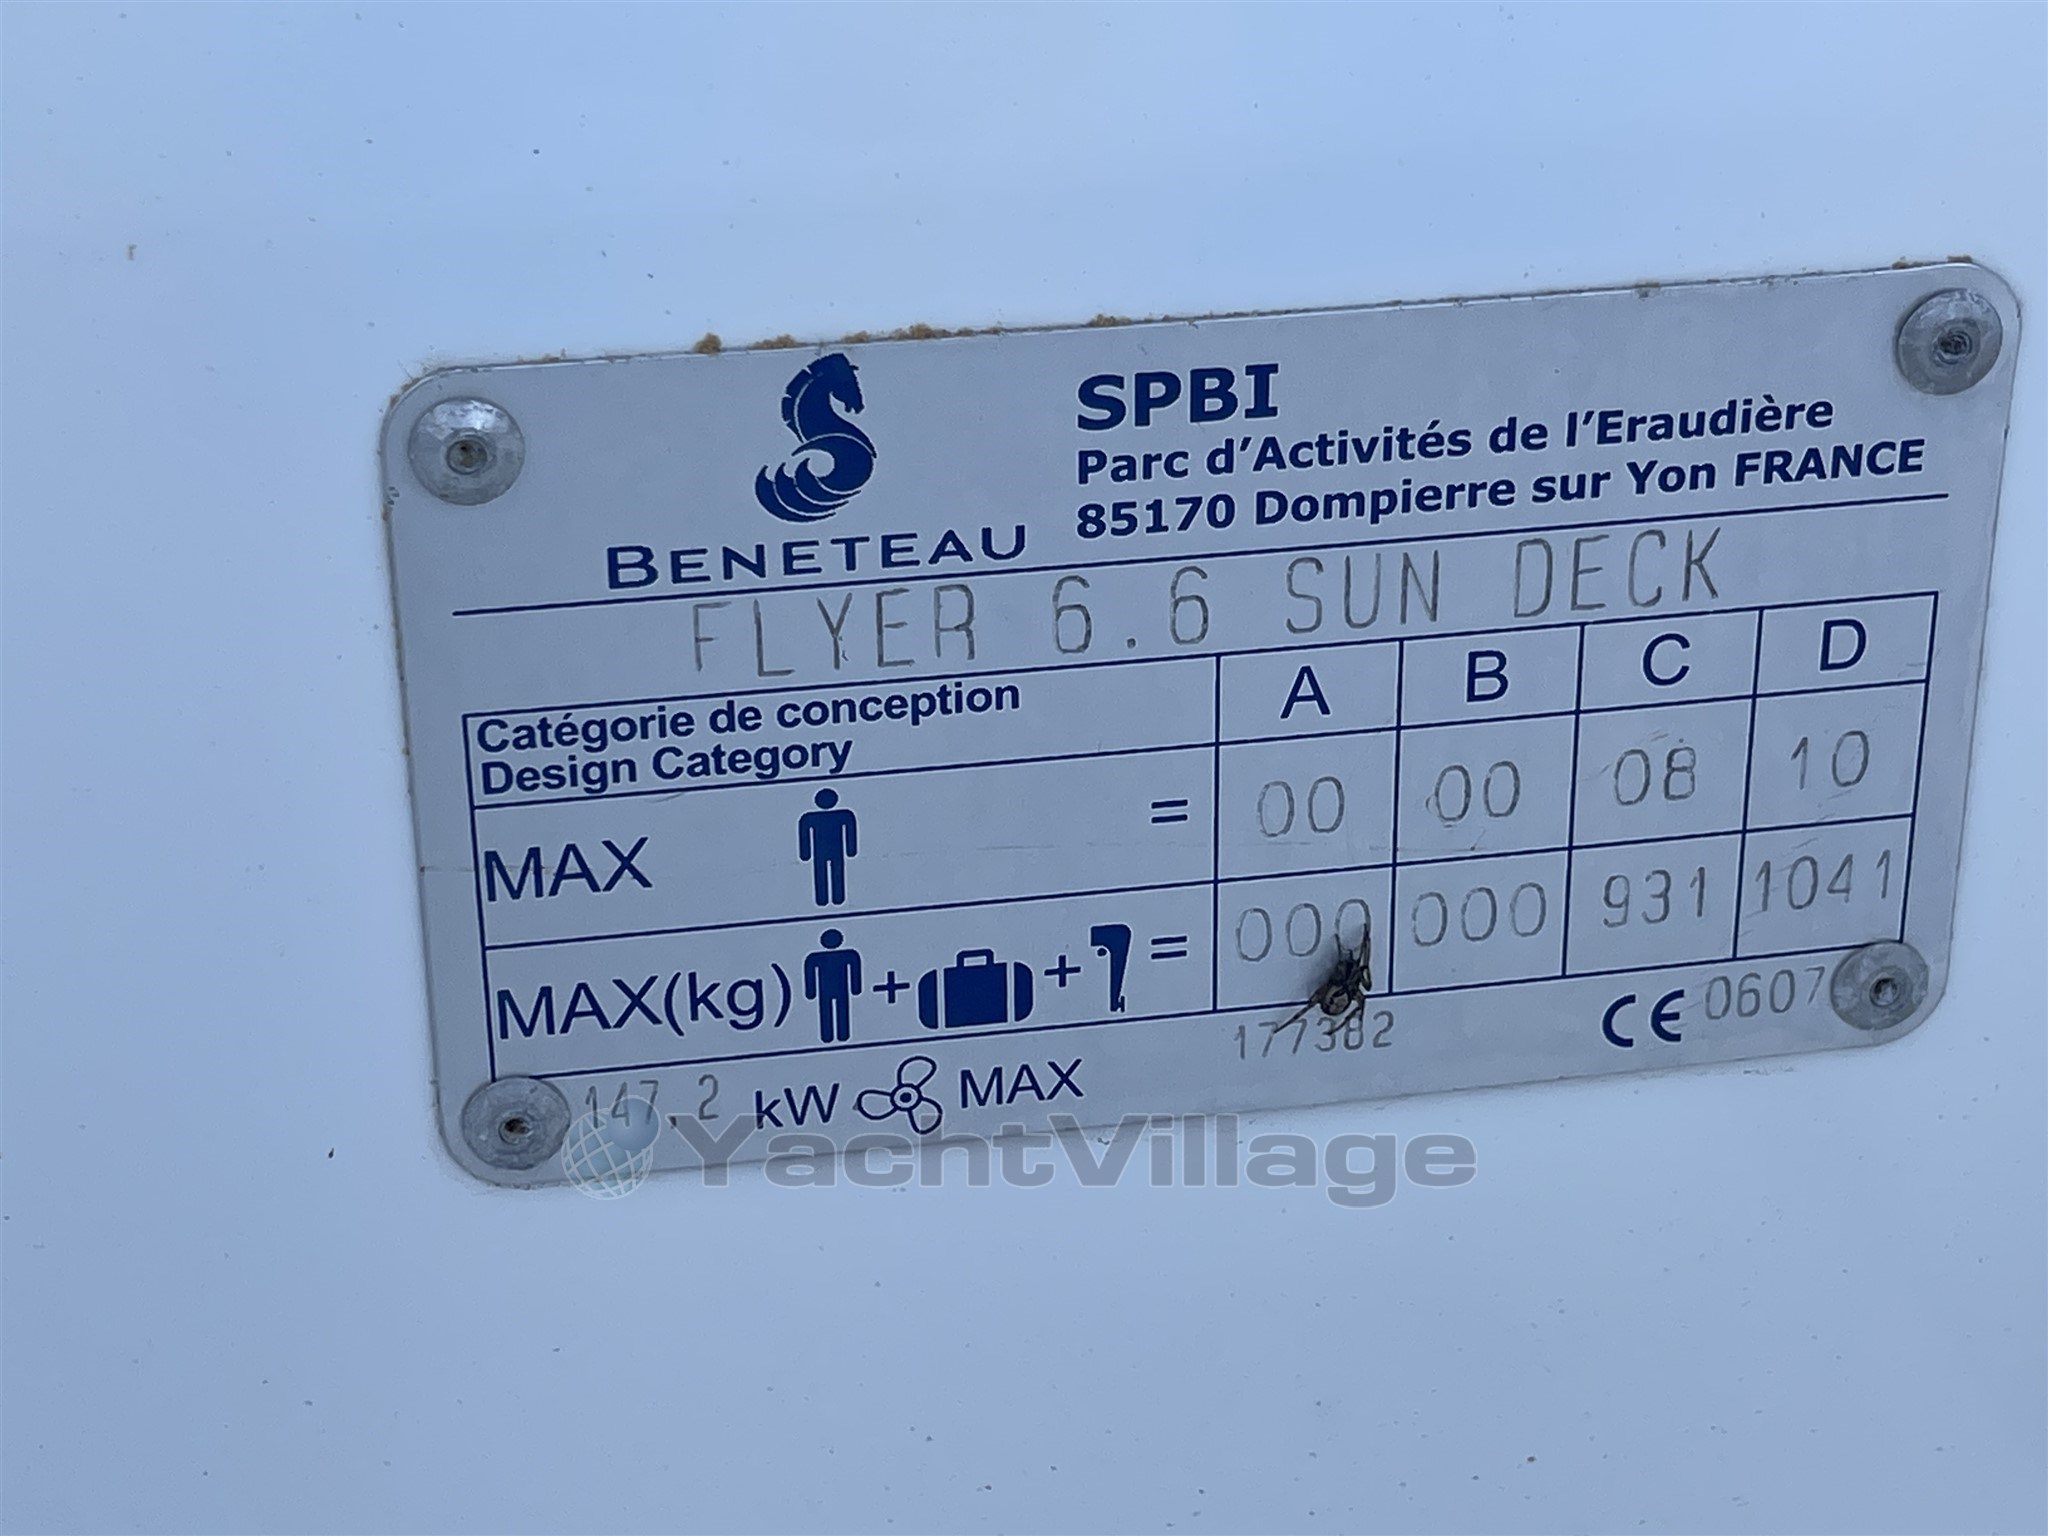 BENETEAU
SPBI
Parc d'Activités de l'Eraudière
85170 Dompierre sur Yon FRANCE
FLYER 6.6 SUN DECK
Catégorie de conception
Design Category
A B C D
MAX = 00 00 08 10
MAX(kg) + + = 000 000 931 1041
177382
CE 0607
147.2 kW MAX
YachtVillage